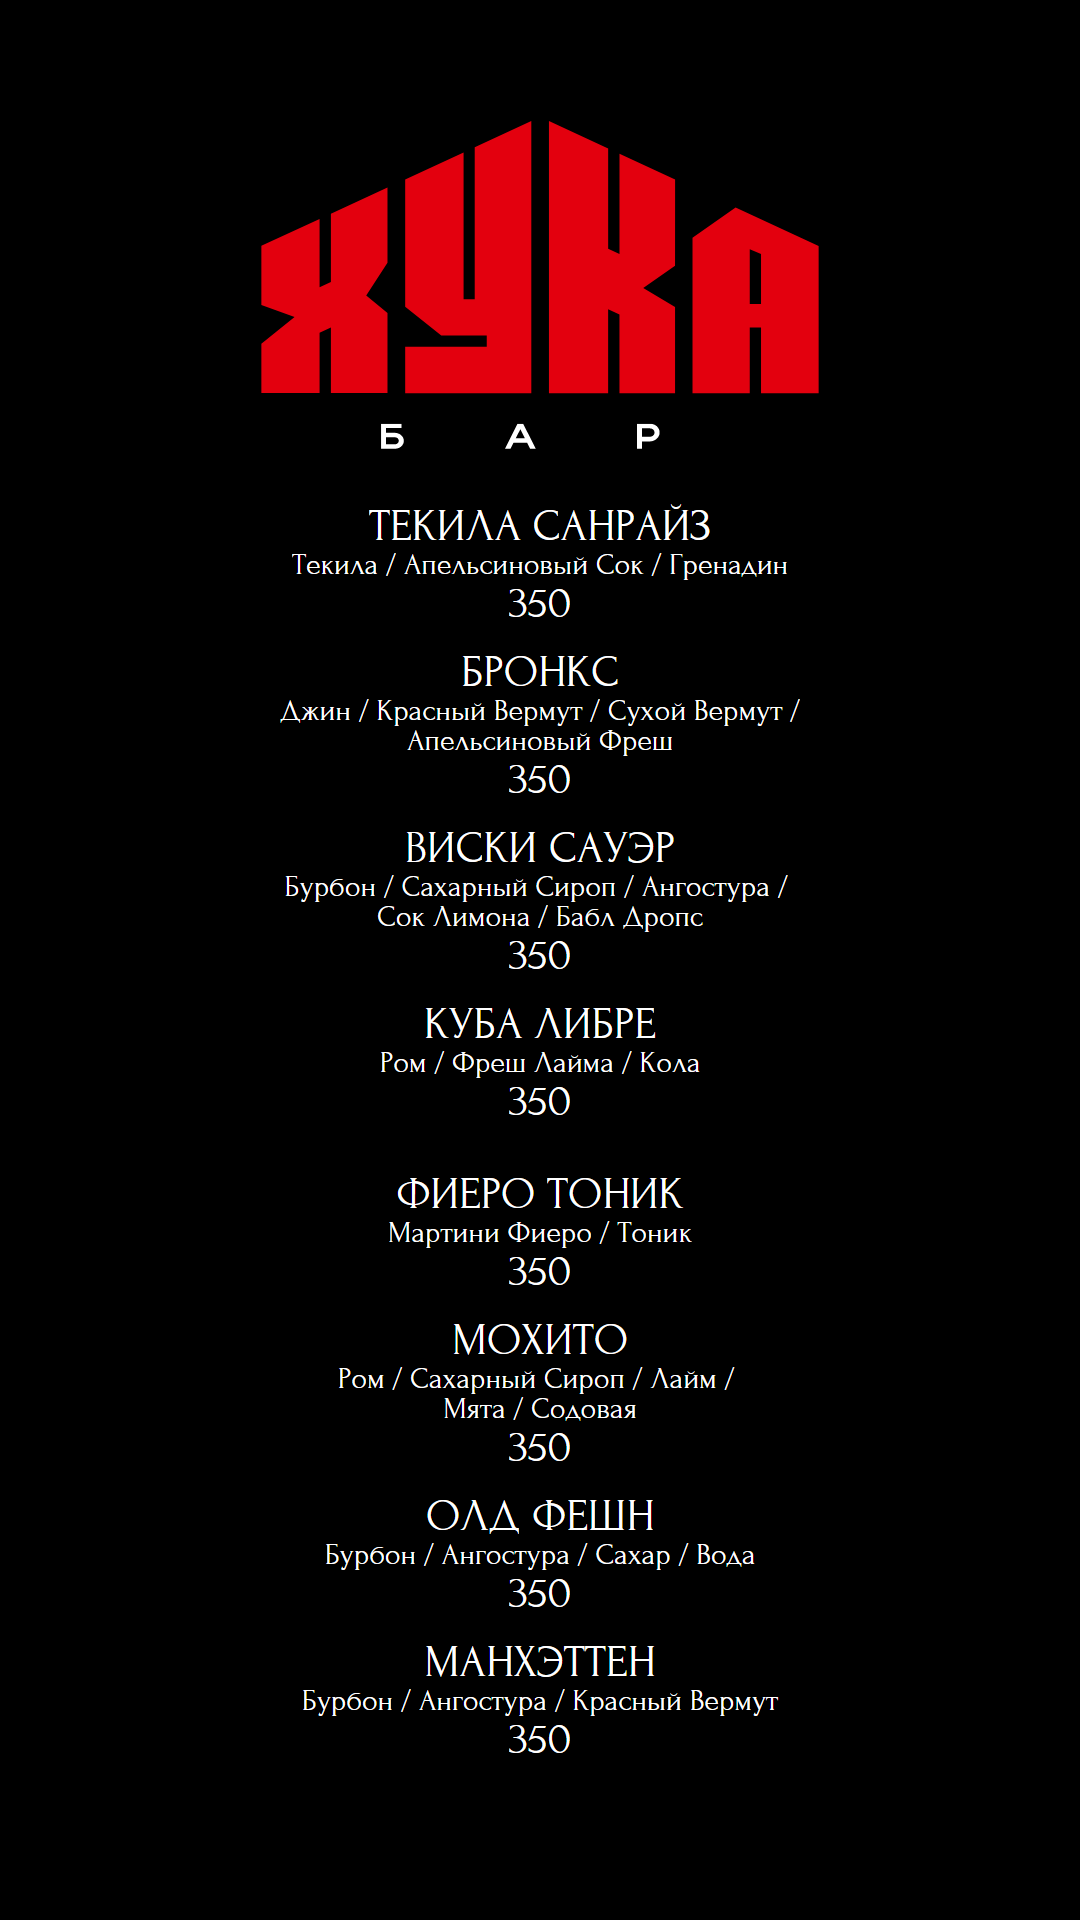 ХУКА
БАР
ТЕКИЛА САНРАЙЗ
Текила / Апельсиновый Сок / Гренадин
350
БРОНКС
Джин / Красный Вермут / Сухой Вермут /
Апельсиновый Фреш
350
ВИСКИ САУЭР
Бурбон / Сахарный Сироп / Ангостура /
Сок Лимона / Бабл Дропс
350
КУБА ЛИБРЕ
Ром / Фреш Лайма / Кола
350
ФИЕРО ТОНИК
Мартини Фиеро / Тоник
350
МОХИТО
Ром / Сахарный Сироп / Лайм /
Мята / Содовая
350
ОЛД ФЕШН
Бурбон / Ангостура / Сахар / Вода
350
МАНХЭТТЕН
Бурбон / Ангостура / Красный Вермут
350